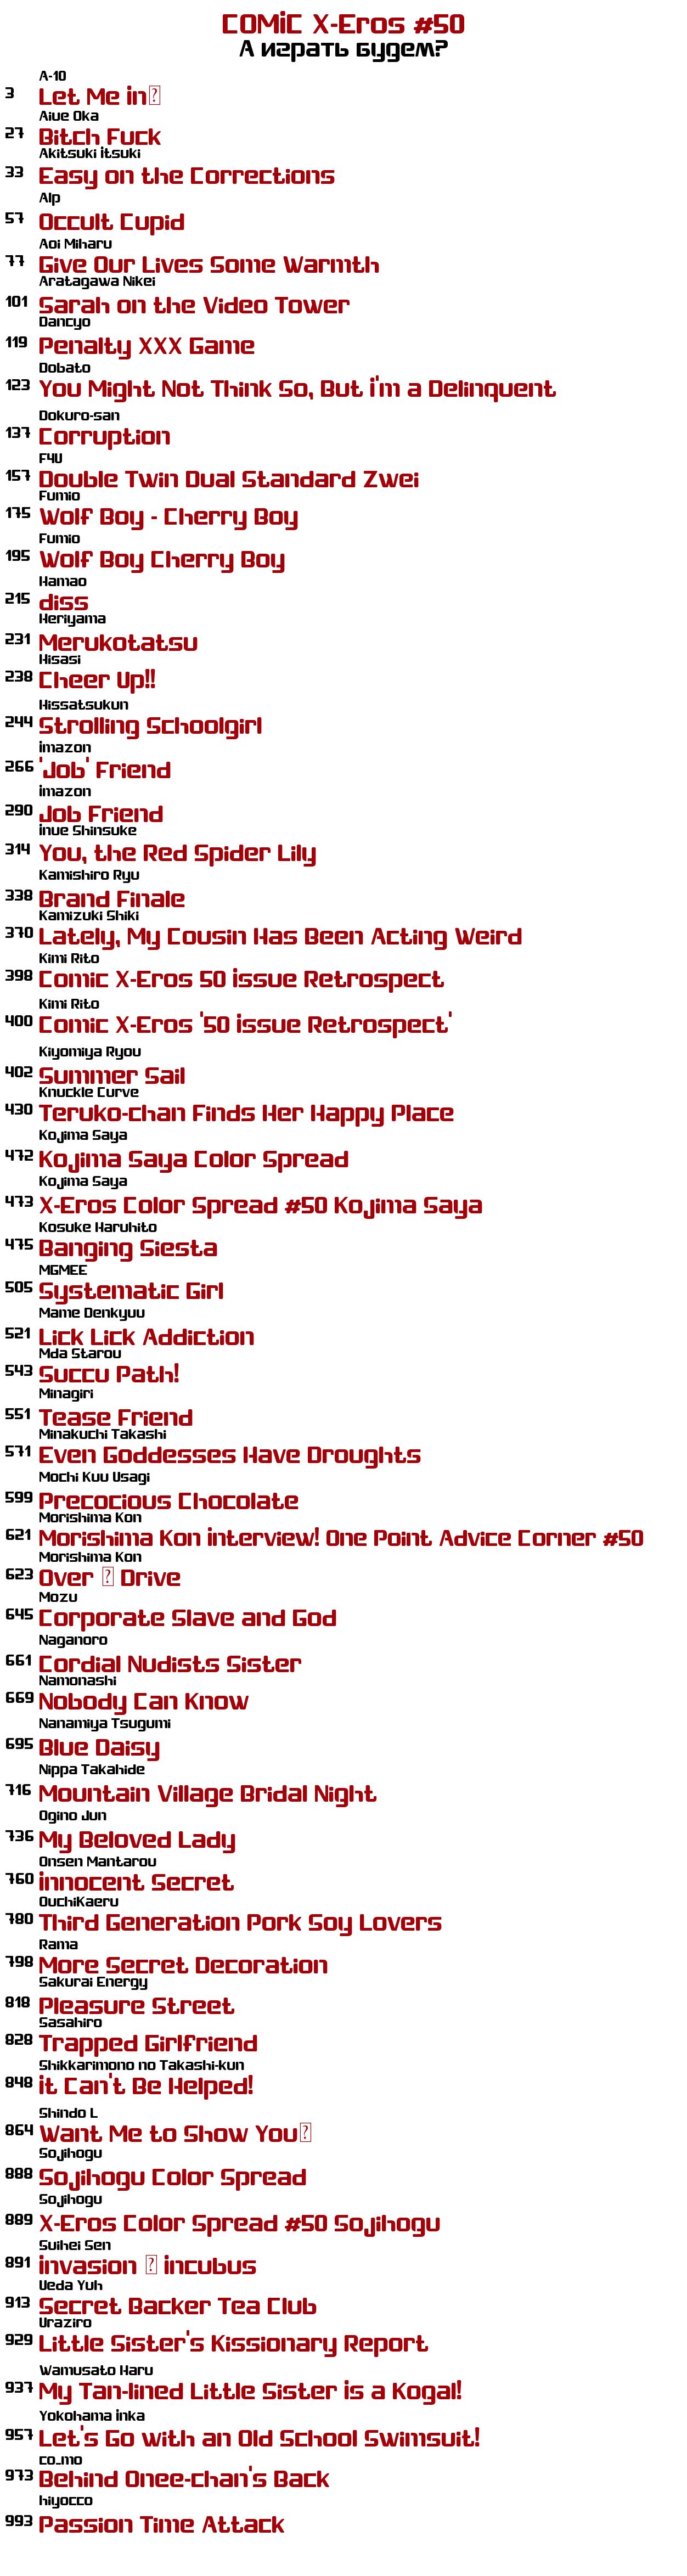 COMiC X-Eros #50
А играть будем?
A-10
3 Let Me in
Aiue Oka
27 Bitch Fuck
Akitsuki itsuki
33 Easy on the Corrections
Alp
57 Occult Cupid
Aoi Miharu
77 Give Our Lives Some Warmth
Aratagawa Nikei
101 Sarah on the Video Tower
Dancyo
119 Penalty XXX Game
Dobato
123 You Might Not Think So, But i'm a Delinquent
Dokuro-san
137 Corruption
F4U
157 Double Twin Dual Standard Zwei
Fumio
175 Wolf Boy - Cherry Boy
Fumio
195 Wolf Boy Cherry Boy
Hamao
215 diss
Heriyama
231 Merukotatsu
Hisasi
238 Cheer Up!!
Hissatsukun
244 Strolling Schoolgirl
imazon
266 'Job' Friend
imazon
290 Job Friend
inue Shinsuke
314 You, the Red Spider Lily
Kamishiro Ryu
338 Brand Finale
Kamizuki Shiki
370 Lately, My Cousin Has Been Acting Weird
Kimi Rito
398 Comic X-Eros 50 issue Retrospect
Kimi Rito
400 Comic X-Eros '50 issue Retrospect'
Kiyomiya Ryou
402 Summer Sail
Knuckle Curve
430 Teruko-chan Finds Her Happy Place
Kojima Saya
472 Kojima Saya Color Spread
Kojima Saya
473 X-Eros Color Spread #50 Kojima Saya
Kosuke Haruhito
475 Banging Siesta
MGMEE
505 Systematic Girl
Mame Denkyuu
521 Lick Lick Addiction
Mda Starou
543 Succu Path!
Minagiri
551 Tease Friend
Minakuchi Takashi
571 Even Goddesses Have Droughts
Mochi Kuu Usagi
599 Precocious Chocolate
Morishima Kon
621 Morishima Kon interview! One Point Advice Corner #50
Morishima Kon
623 Over Drive
Mozu
645 Corporate Slave and God
Naganoro
661 Cordial Nudists Sister
Namonashi
669 Nobody Can Know
Nanamiya Tsugumi
695 Blue Daisy
Nippa Takahide
716 Mountain Village Bridal Night
Ogino Jun
736 My Beloved Lady
Onsen Mantarou
760 innocent Secret
OuchiKaeru
780 Third Generation Pork Soy Lovers
Rama
798 More Secret Decoration
Sakurai Energy
818 Pleasure Street
Sasahiro
828 Trapped Girlfriend
Shikkarimono no Takashi-kun
848 it Can't Be Helped!
Shindo L
864 Want Me to Show You
Sojihogu
888 Sojihogu Color Spread
Sojihogu
889 X-Eros Color Spread #50 Sojihogu
Suihei Sen
891 invasion incubus
Ueda Yuh
913 Secret Backer Tea Club
Uraziro
929 Little Sister's Kissionary Report
Wamusato Haru
937 My Tan-lined Little Sister is a Kogal!
Yokohama inka
957 Let's Go with an Old School Swimsuit!
co_mo
973 Behind Onee-chan's Back
hiyocco
993 Passion Time Attack